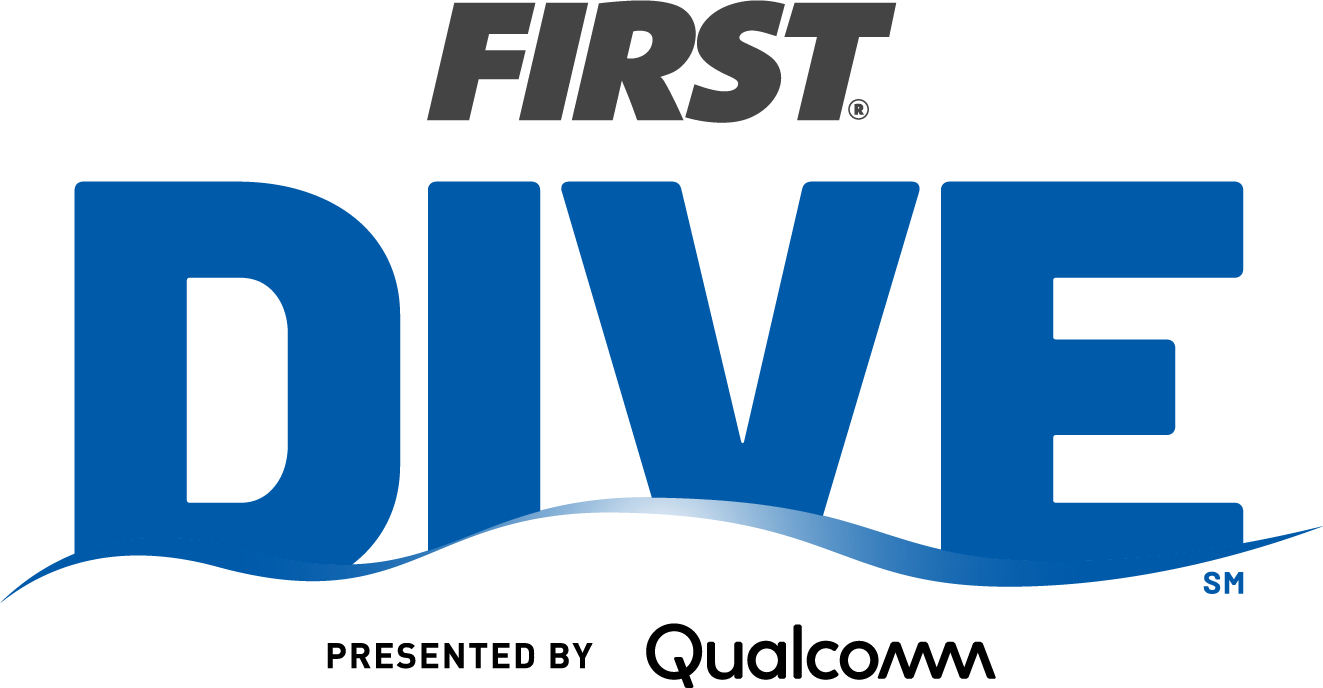 FIRST®
DIVE
SM
PRESENTED BY Qualcomm